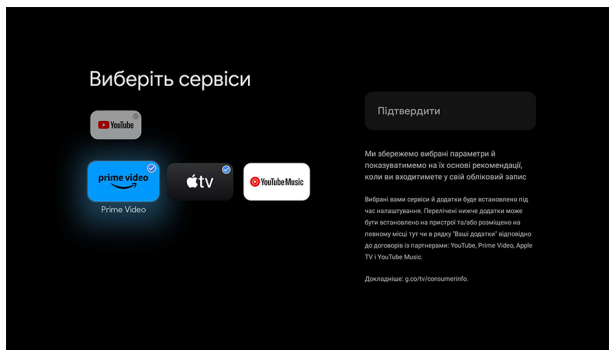 Виберіть сервіси
YouTube
prime video
tv
YouTube Music
Prime Video
Підтвердити
Ми збережемо вибрані параметри й
показуватимемо на їх основі рекомендації,
коли ви входитимете у свій обліковий запис
Вибрані вами сервіси й додатки буде встановлено під
час налаштування. Перелічені нижче додатки може
бути встановлено на пристрої та/або розміщено на
певному місці тут чи в рядку "Ваші додатки" відповідно
до договорів із партнерами: YouTube, Prime Video, Apple
TV і YouTube Music.
Докладніше: g.co/tv/consumerinfo.